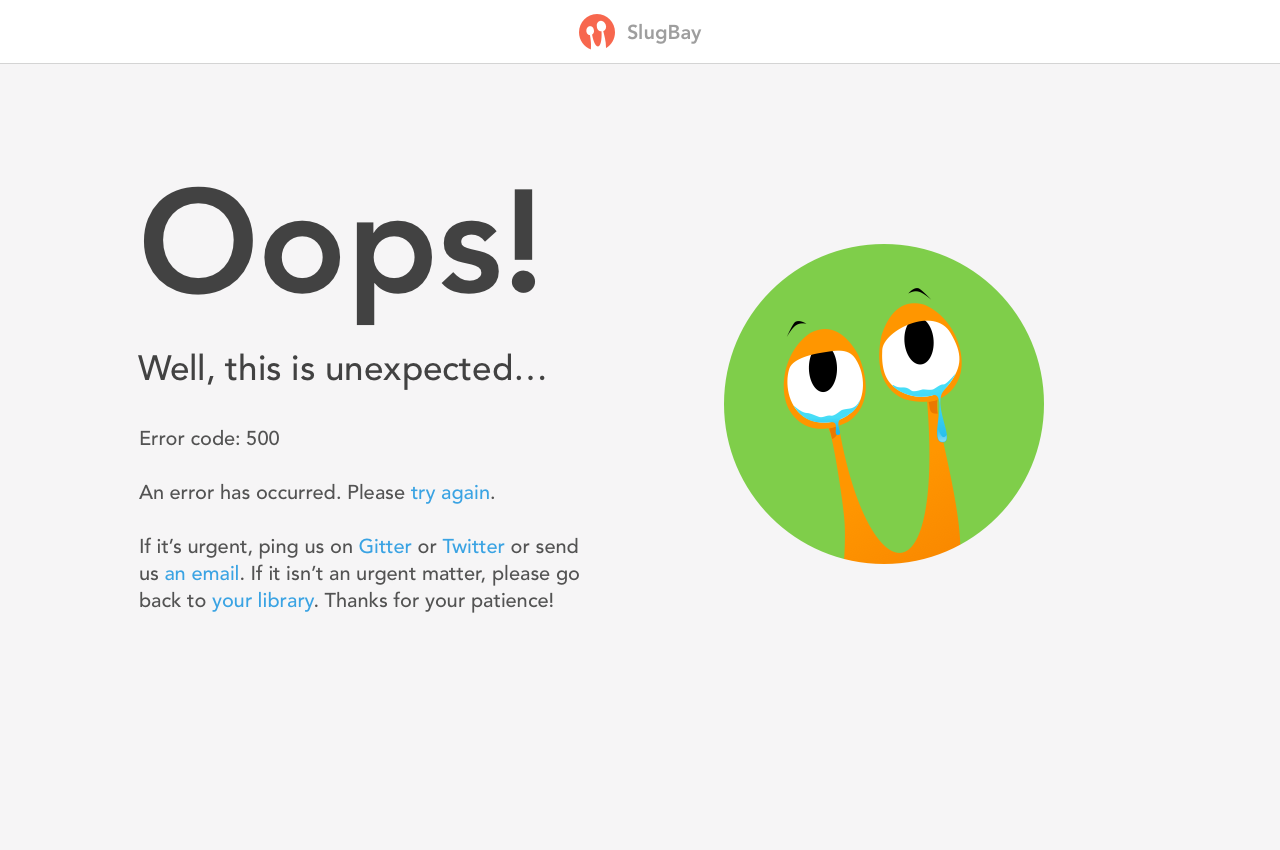 SlugBay
Oops!
Well, this is unexpected…
Error code: 500
An error has occurred. Please try again.
If it’s urgent, ping us on Gitter or Twitter or send
us an email. If it isn’t an urgent matter, please go
back to your library. Thanks for your patience!